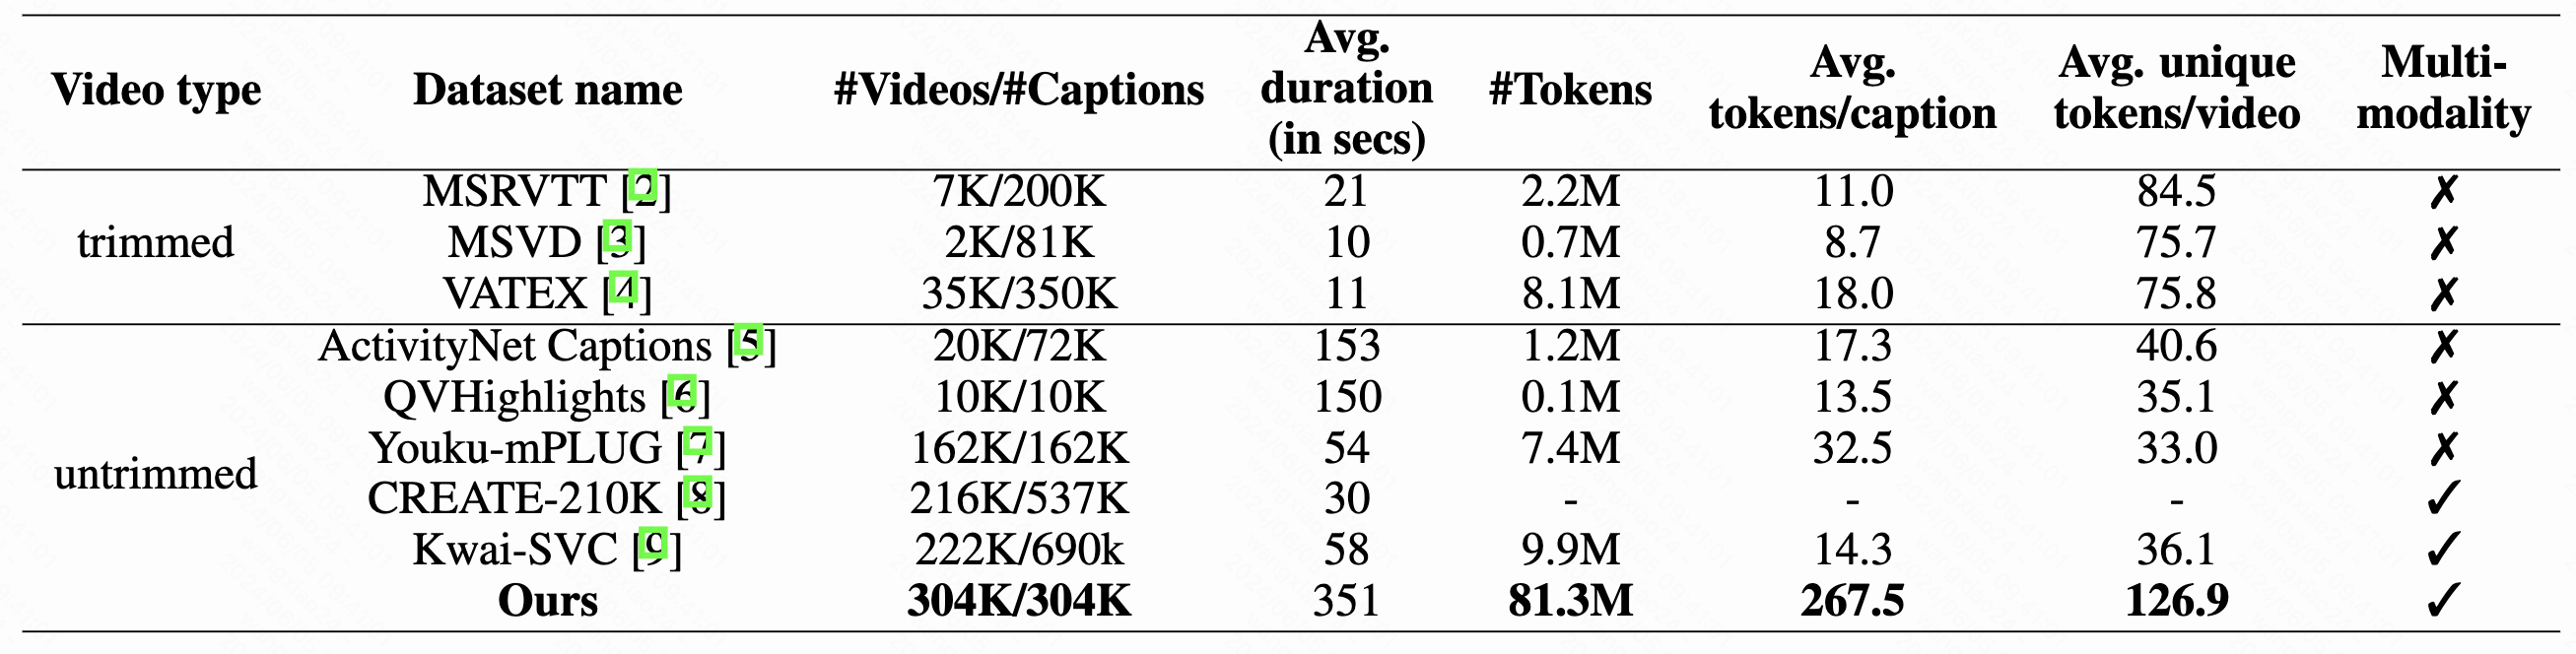 Video type Dataset name #Videos/#Captions Avg. duration (in secs) #Tokens Avg. tokens/caption Avg. unique tokens/video Multi-modality
trimmed
MSRVTT [2] 7K/200K 21 2.2M 11.0 84.5 ✗
MSVD [3] 2K/81K 10 0.7M 8.7 75.7 ✗
VATEX [4] 35K/350K 11 8.1M 18.0 75.8 ✗
untrimmed
ActivityNet Captions [5] 20K/72K 153 1.2M 17.3 40.6 ✗
QVHighlights [6] 10K/10K 150 0.1M 13.5 35.1 ✗
Youku-mPLUG [7] 162K/162K 54 7.4M 32.5 33.0 ✗
CREATE-210K [8] 216K/537K 30 - - - ✓
Kwai-SVC [9] 222K/690k 58 9.9M 14.3 36.1 ✓
Ours 304K/304K 351 81.3M 267.5 126.9 ✓